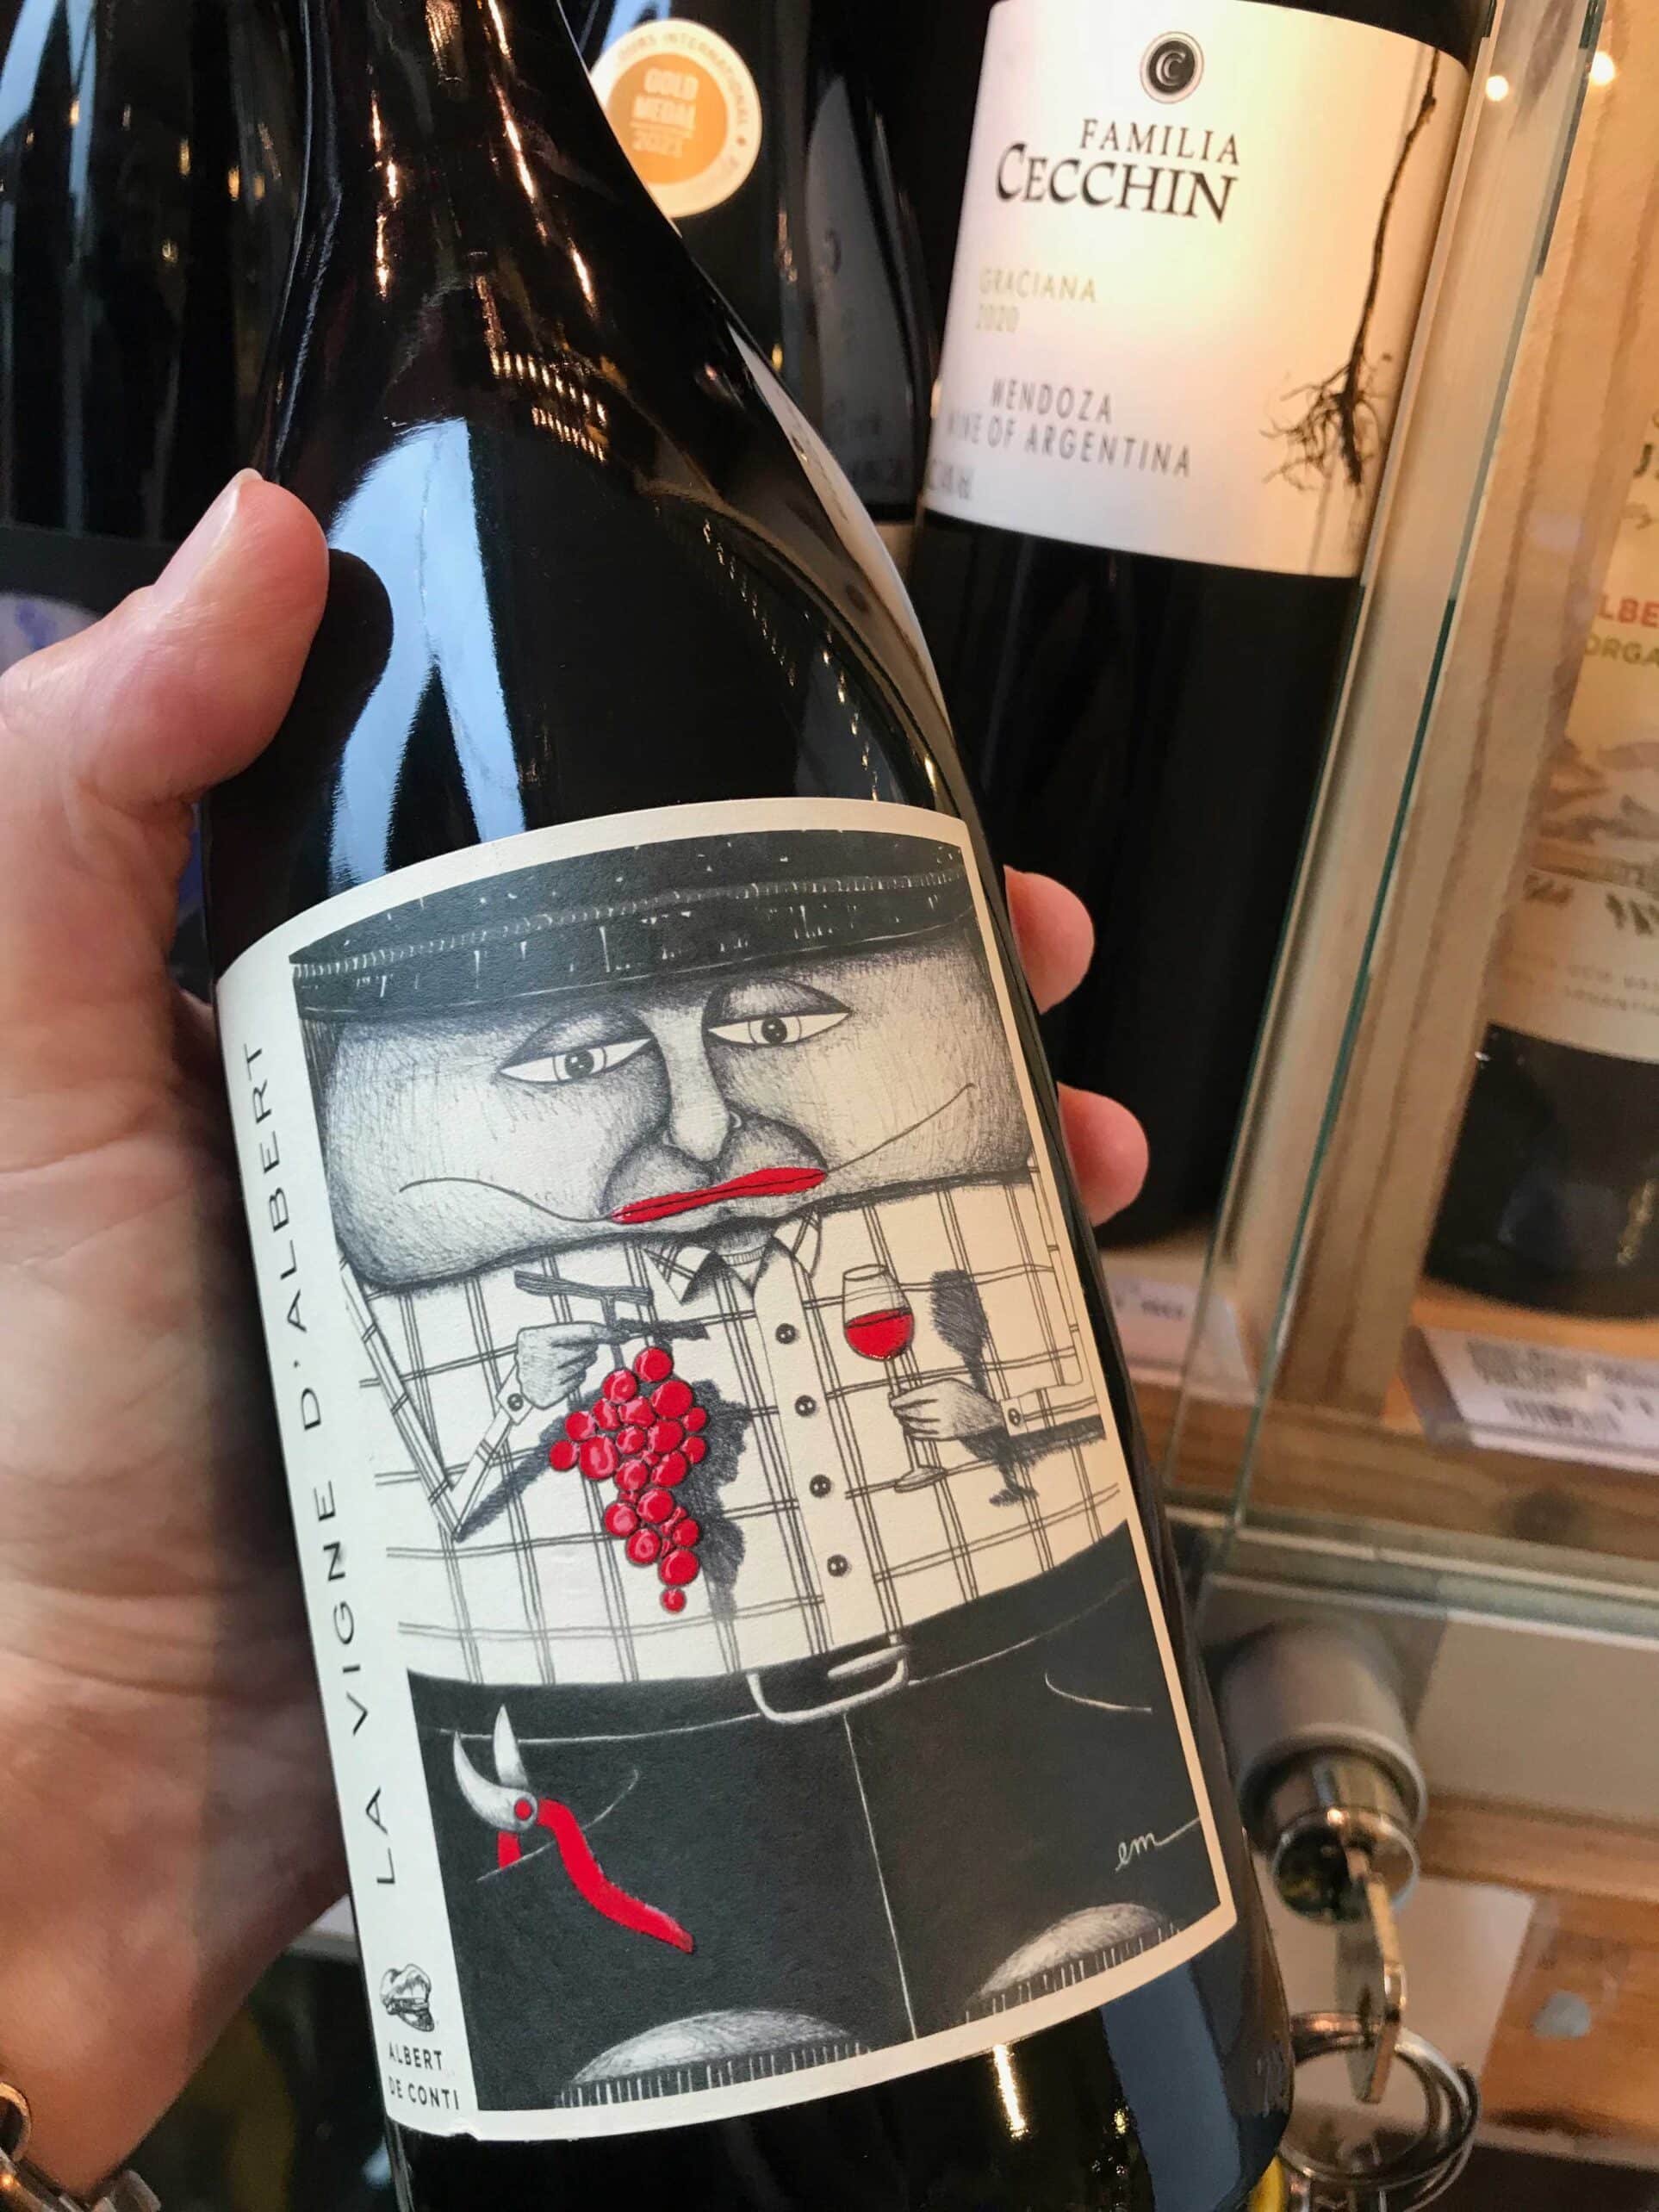 GOLD
MEDAL
2021
C
FAMILIA
CECCHIN
GRACIANA
2020
MENDOZA
WINE OF ARGENTINA
LA VIGNE D'ALBERT
ALBERT
DE CONTI
em